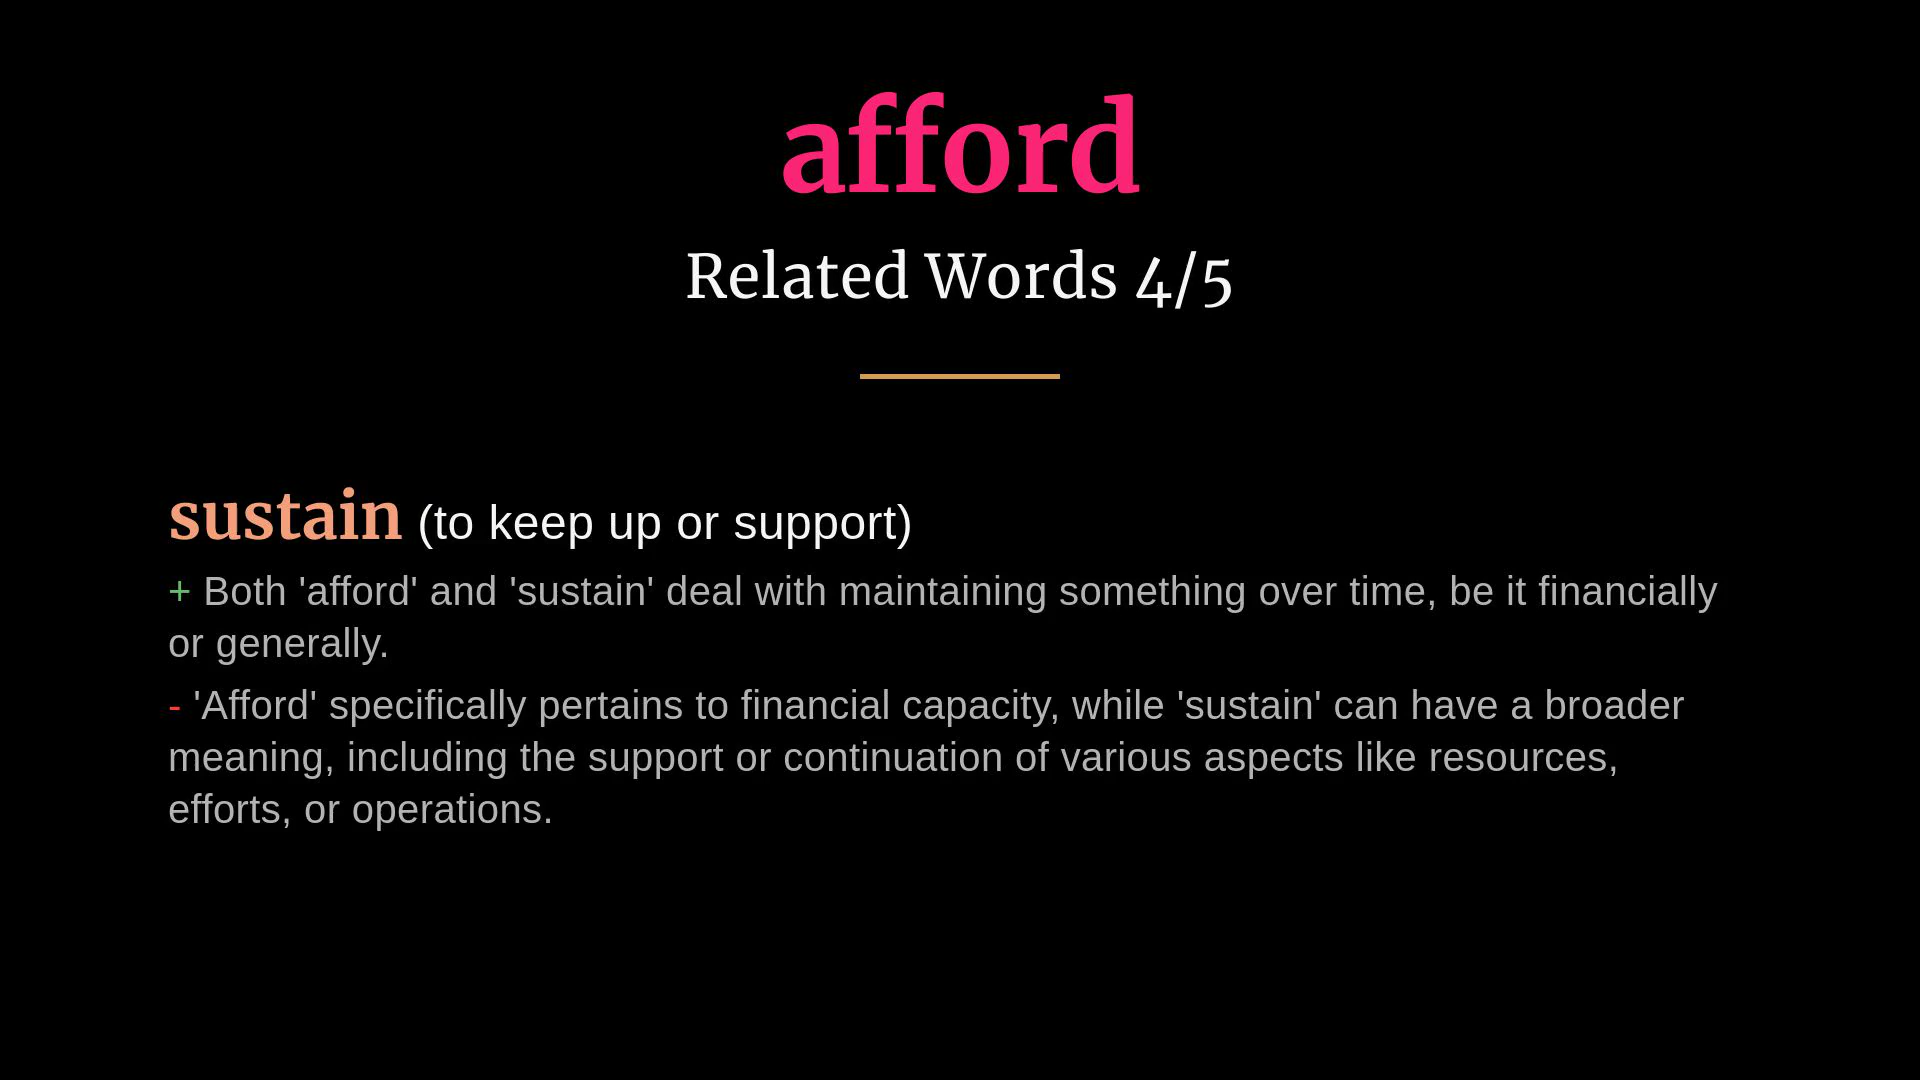 afford
Related Words 4/5
sustain (to keep up or support)
+ Both 'afford' and 'sustain' deal with maintaining something over time, be it financially
or generally.
- 'Afford' specifically pertains to financial capacity, while 'sustain' can have a broader
meaning, including the support or continuation of various aspects like resources,
efforts, or operations.